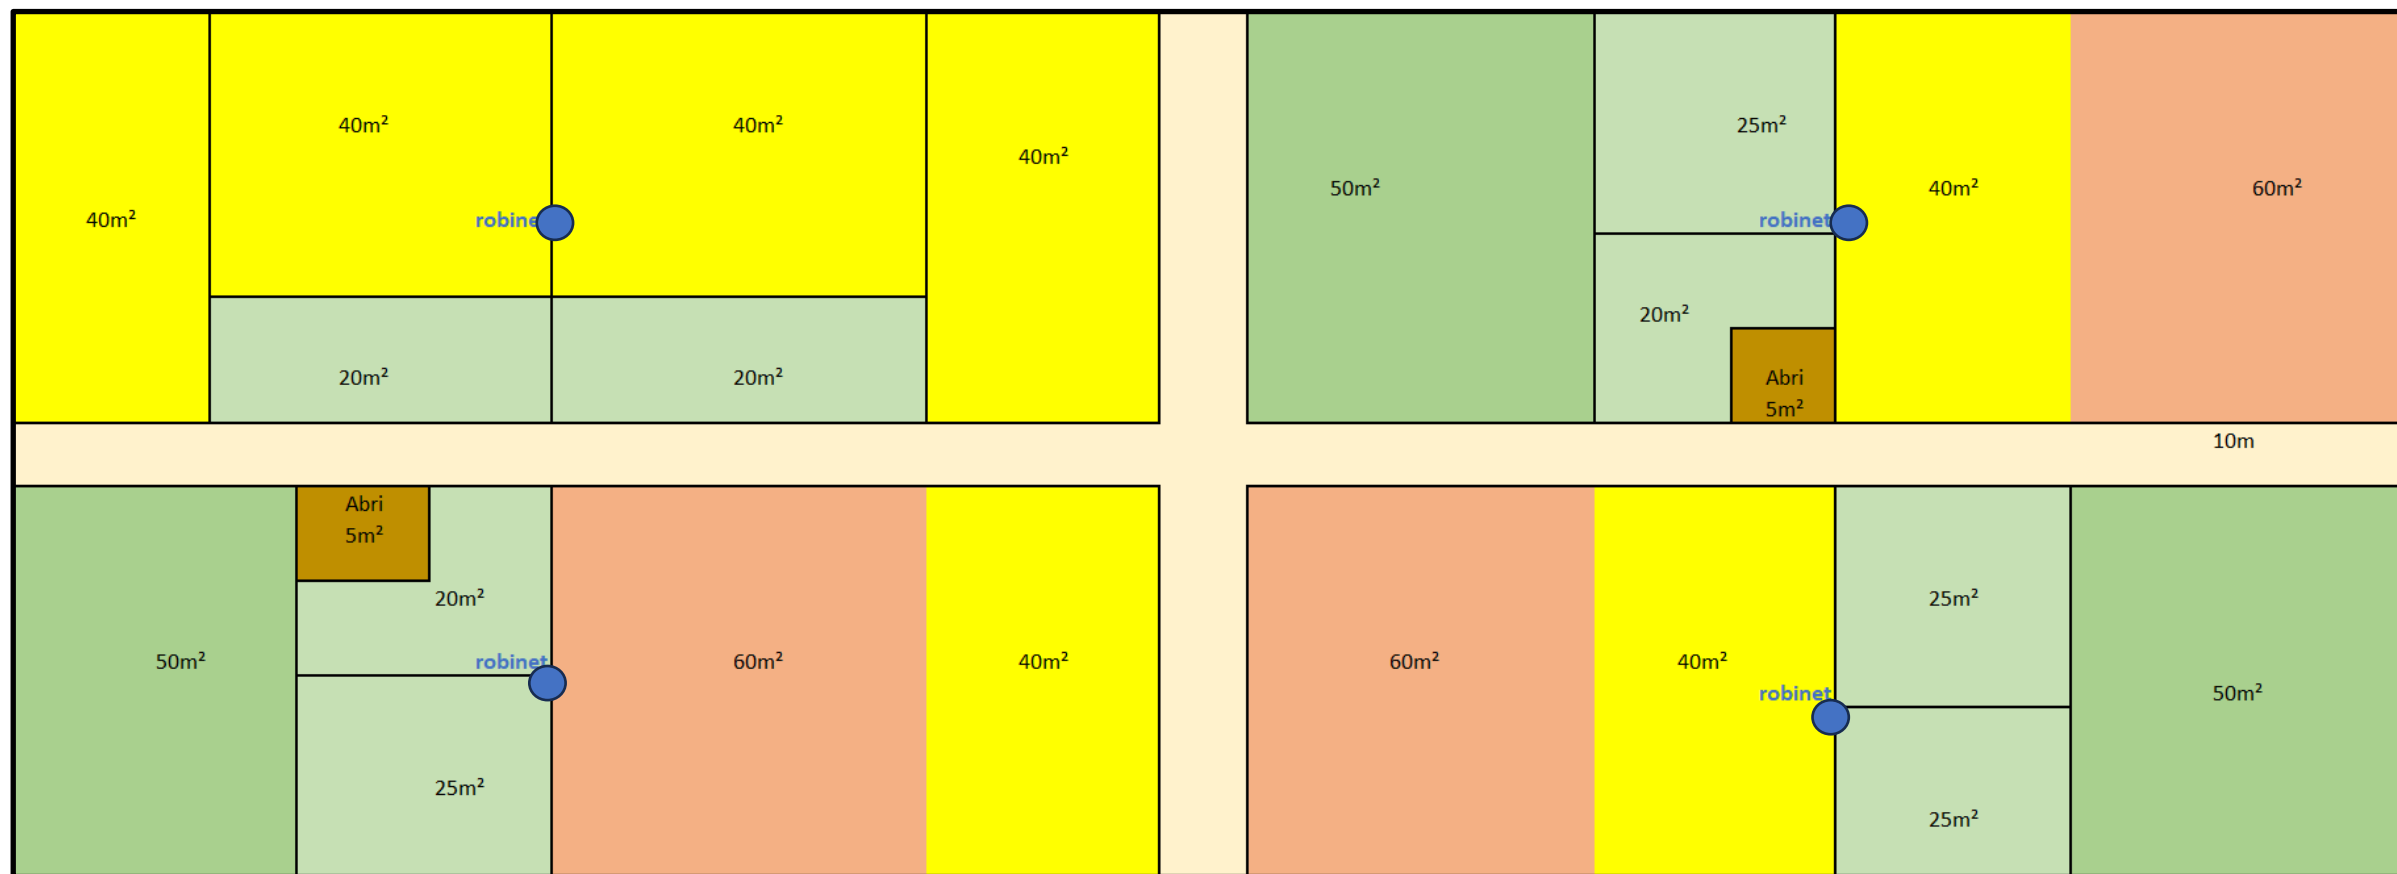 40m²
40m²
robine
40m²
40m²
20m²
20m²
50m²
25m²
robinet
20m²
Abri
5m²
40m²
60m²
10m
50m²
Abri
5m²
20m²
robinet
25m²
60m²
40m²
60m²
40m²
robinet
25m²
25m²
50m²